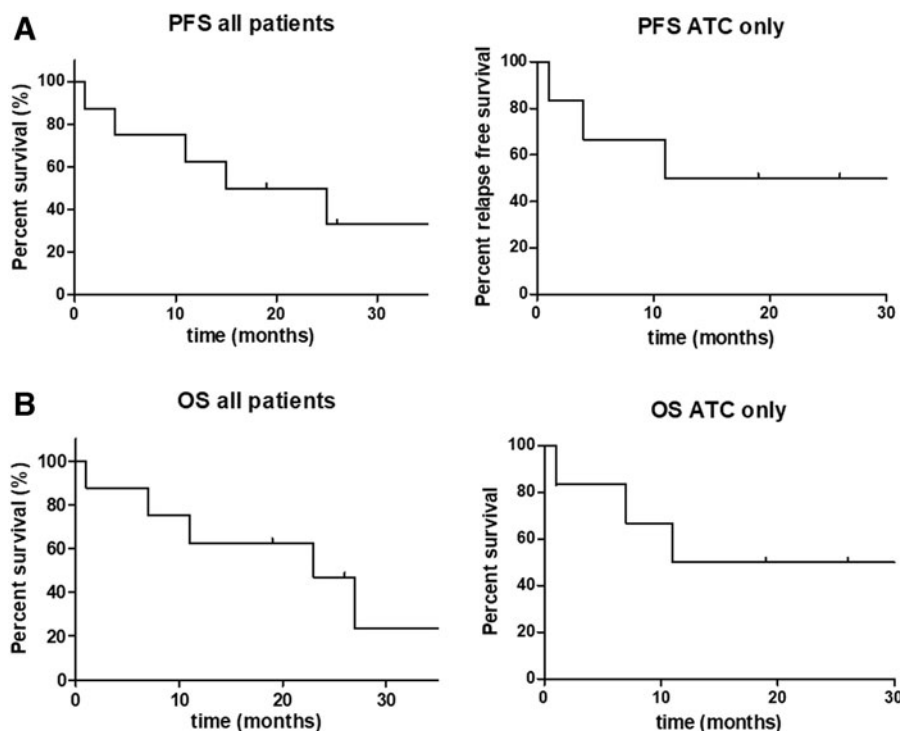 A
PFS all patients
Percent survival (%)
100
80
60
40
20
0
0 10 20 30
time (months)
PFS ATC only
Percent relapse free survival
100
80
60
40
20
0
0 10 20 30
time (months)
B
OS all patients
Percent survival (%)
100
80
60
40
20
0
0 10 20 30
time (months)
OS ATC only
Percent survival
100
80
60
40
20
0
0 10 20 30
time (months)